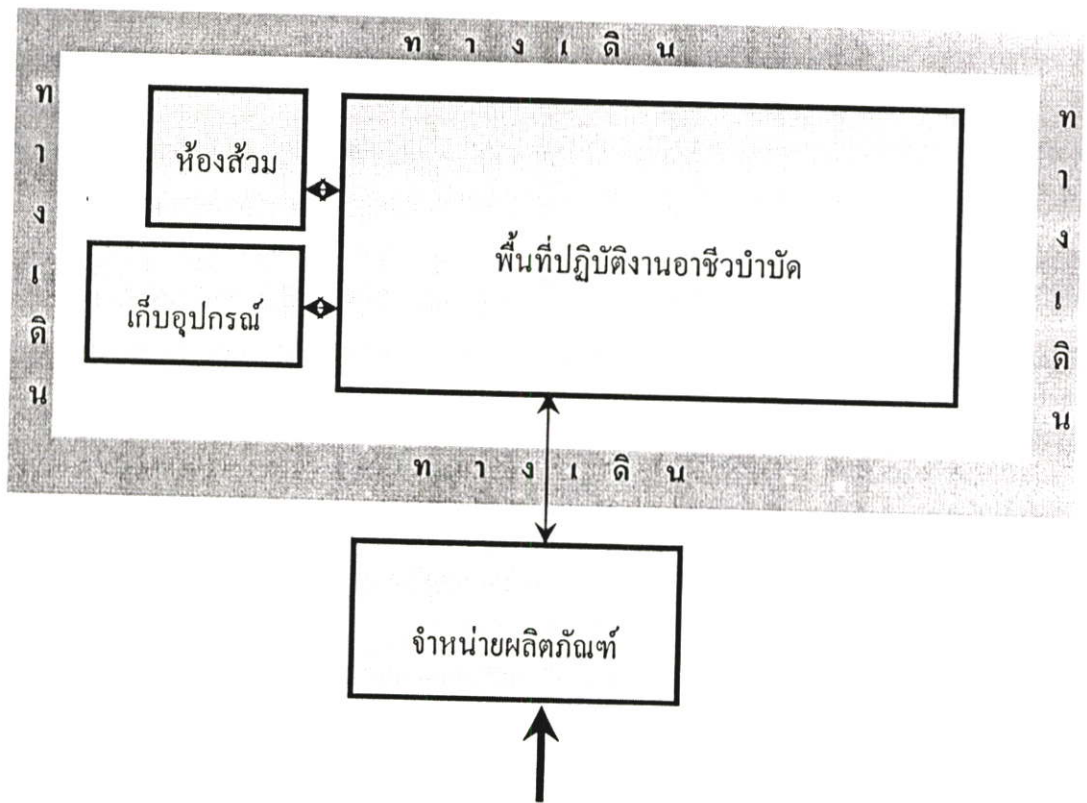 ทางเดิน
ทางเดิน
ทางเดิน
ห้องส้วม
พื้นที่ปฏิบัติงานอาชีวบำบัด
เก็บอุปกรณ์
ทางเดิน
จำหน่ายผลิตภัณฑ์